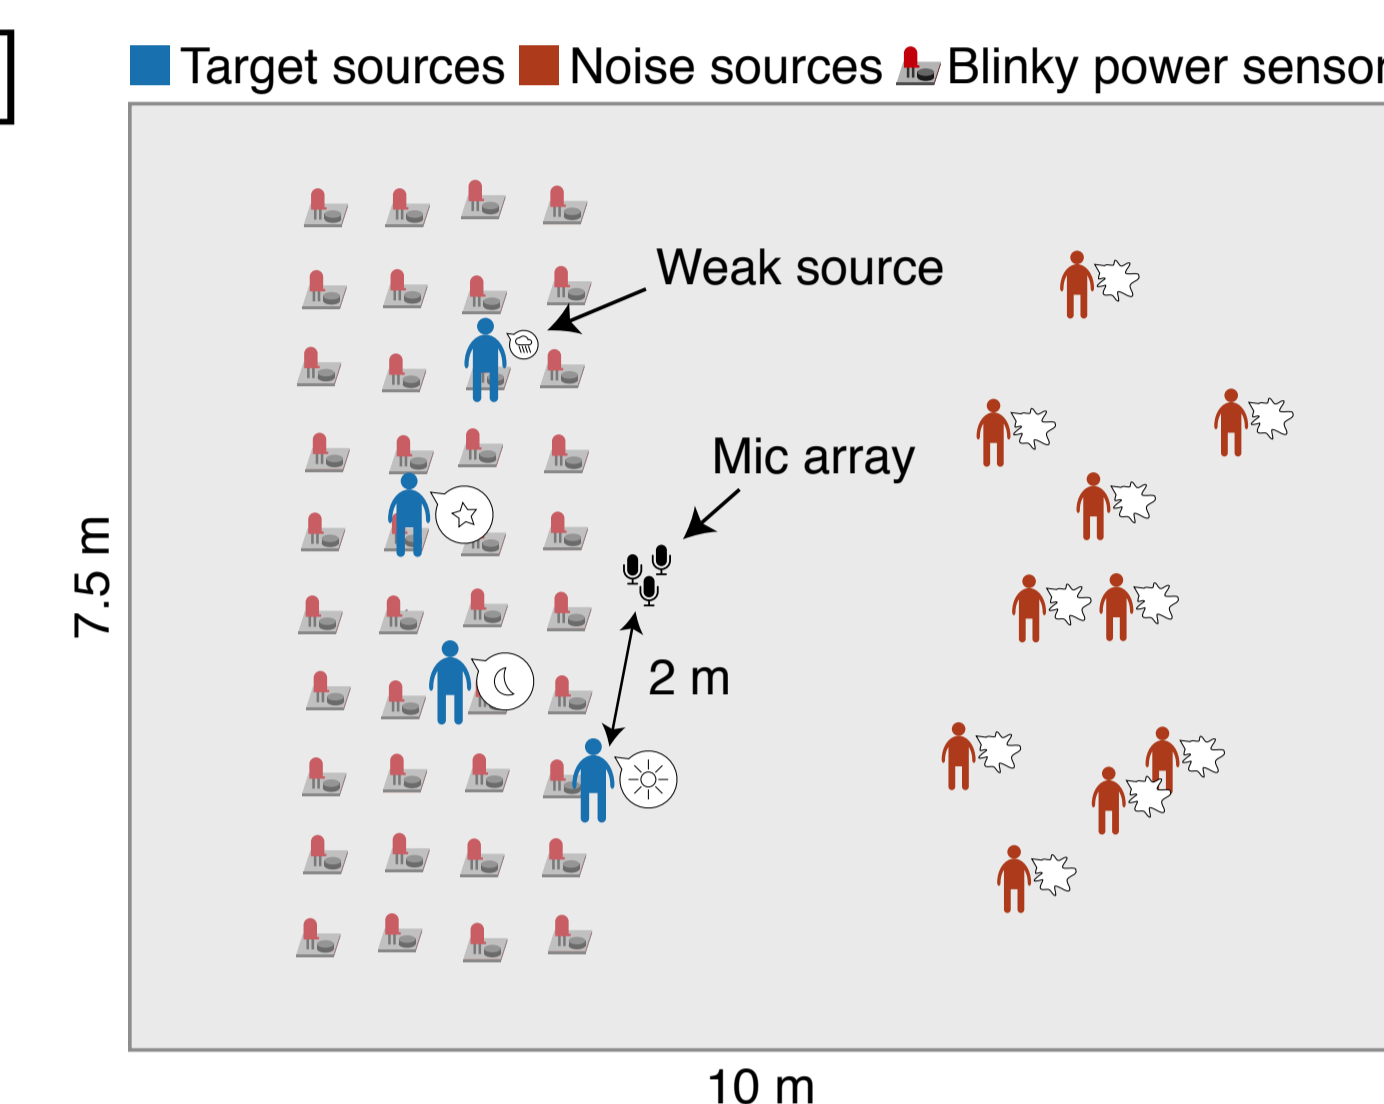 ]
Target sources Noise sources Blinky power sensor
Weak source
Mic array
7.5 m
2 m
10 m